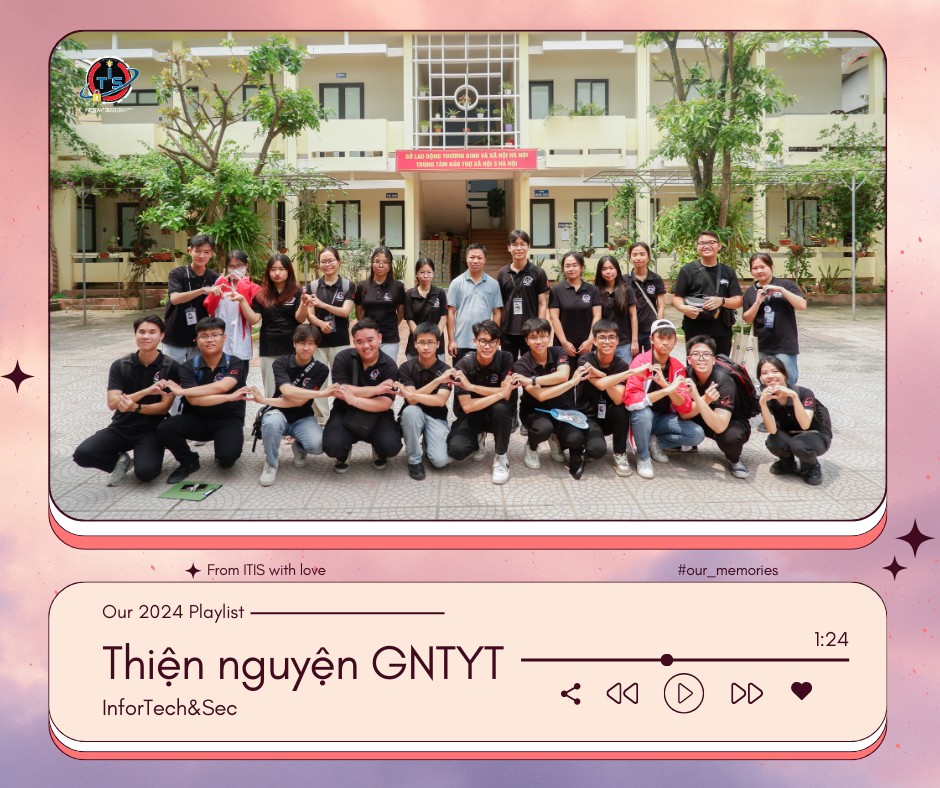 ITIS
SỞ LAO ĐỘNG THƯƠNG BINH VÀ XÃ HỘI HÀ NỘI
TRUNG TÂM BẢO TRỢ XÃ HỘI 3 HÀ NỘI
From ITIS with love
#our_memories
Our 2024 Playlist
1:24
Thiện nguyện GNTYT
InforTech&Sec